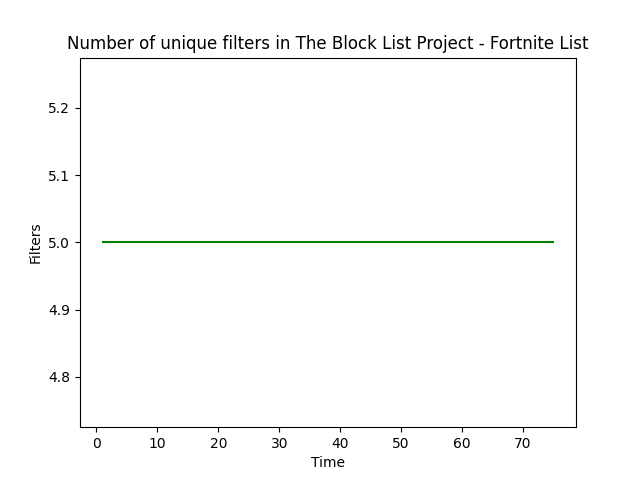 Number of unique filters in The Block List Project - Fortnite List
5.2
5.1
5.0
4.9
4.8
Filters
0 10 20 30 40 50 60 70
Time